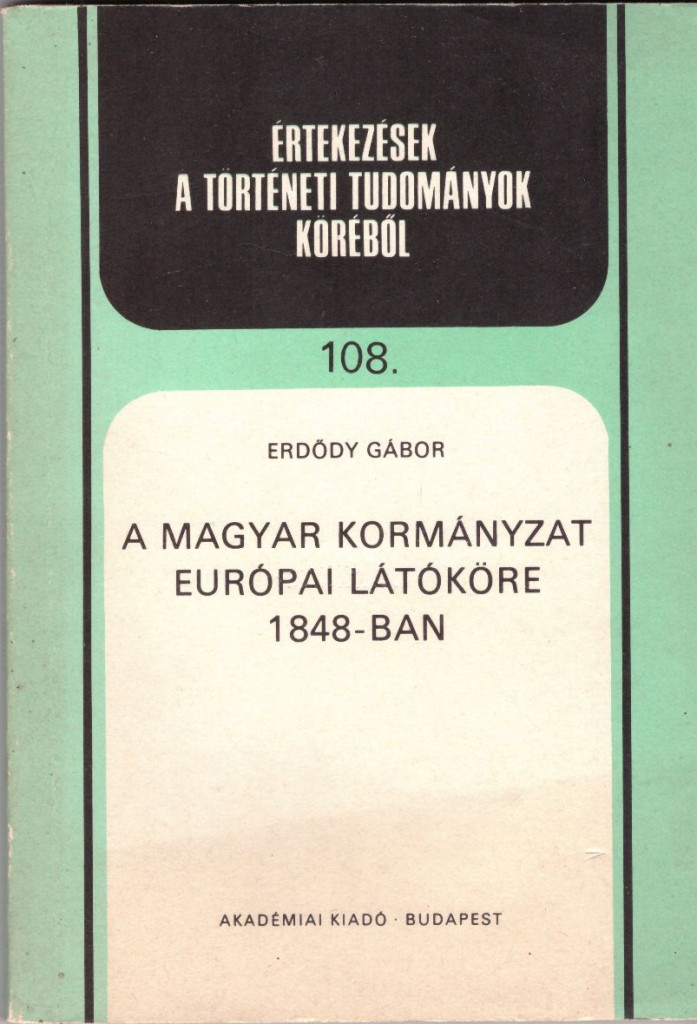 ÉRTEKEZÉSEK
A TÖRTÉNETI TUDOMÁNYOK
KÖRÉBŐL
108.
ERDŐDY GÁBOR
A MAGYAR KORMÁNYZAT
EURÓPAI LÁTÓKÖRE
1848-BAN
AKADÉMIAI KIADÓ · BUDAPEST